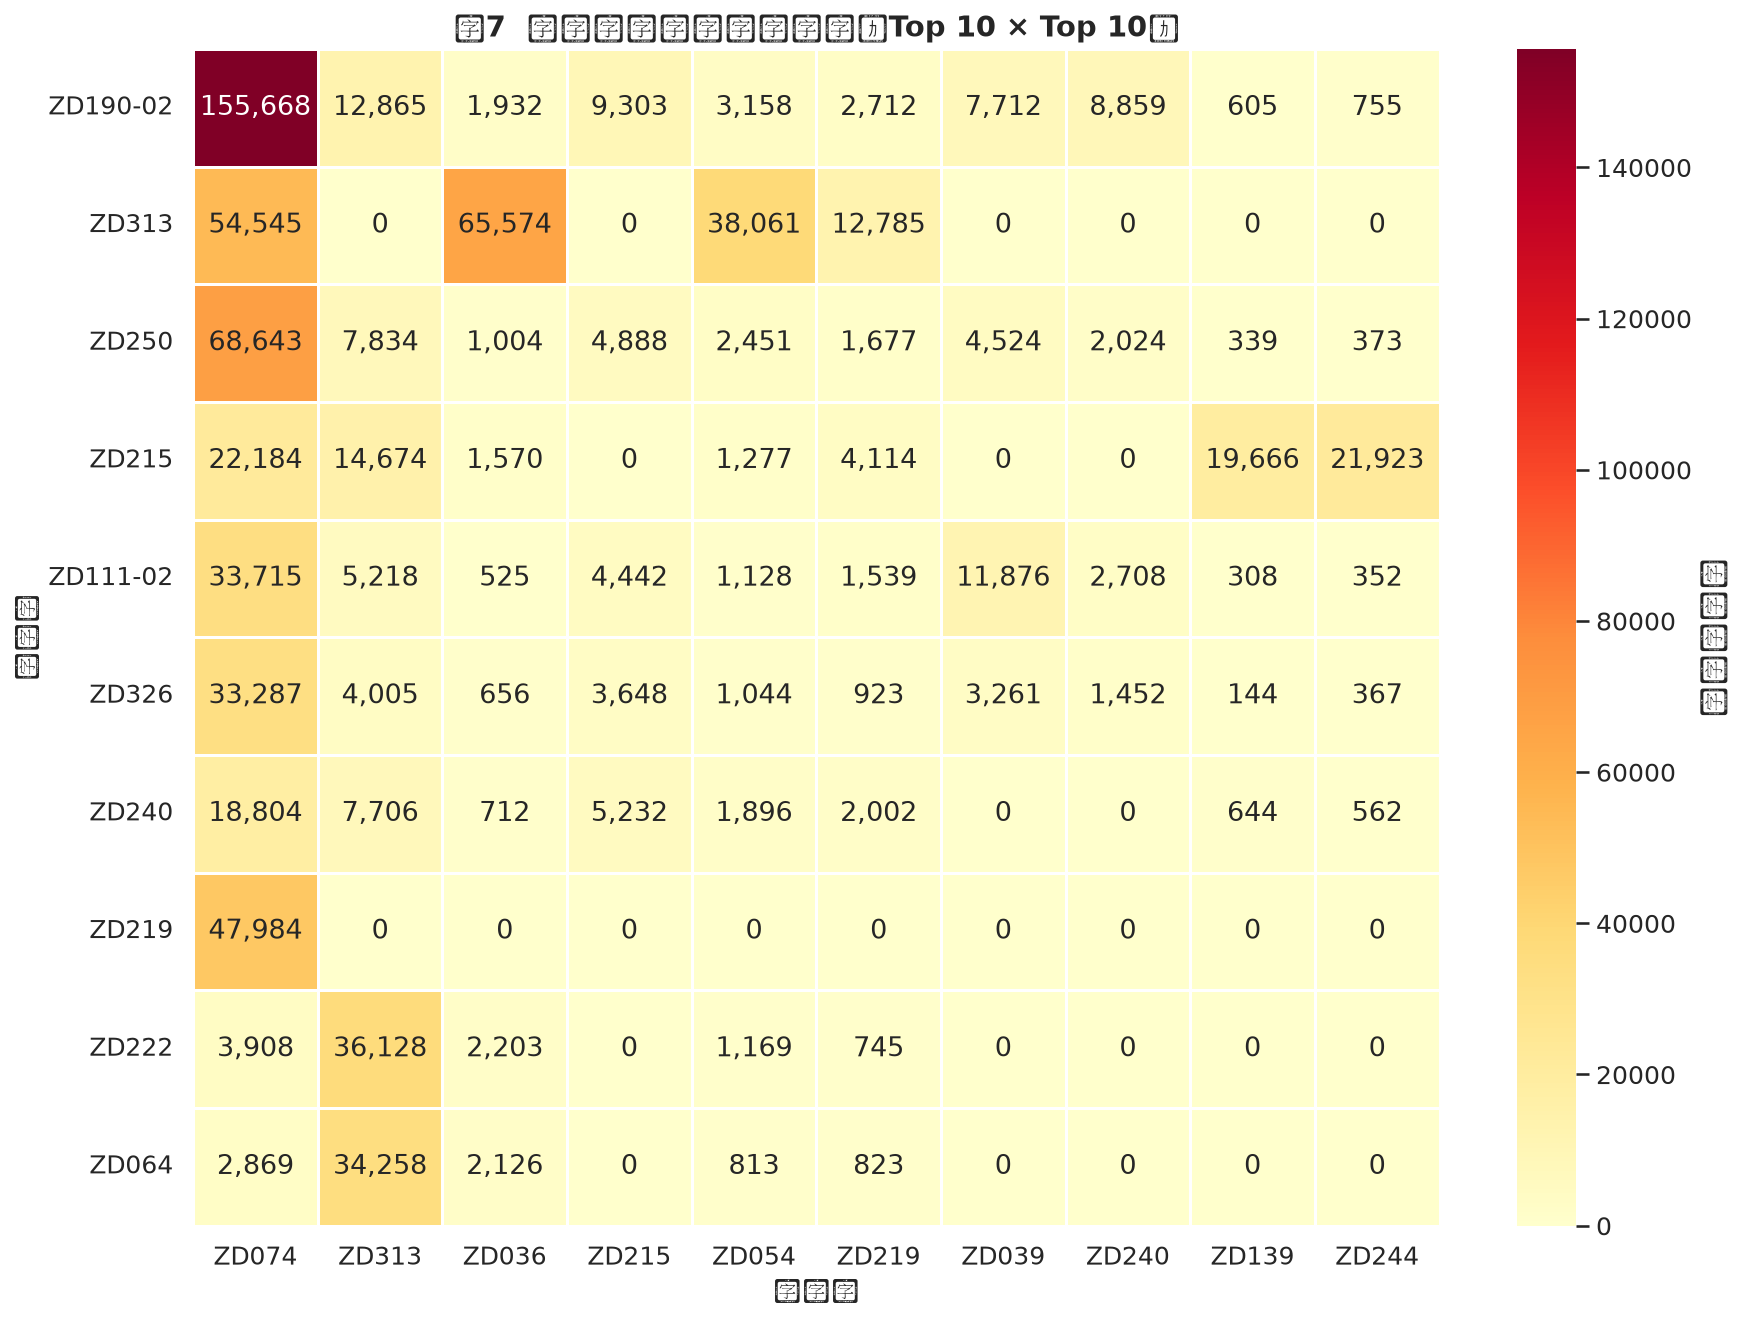 7
Top 10 × Top 10
ZD190-02 155,668 12,865 1,932 9,303 3,158 2,712 7,712 8,859 605 755
ZD313 54,545 0 65,574 0 38,061 12,785 0 0 0 0
ZD250 68,643 7,834 1,004 4,888 2,451 1,677 4,524 2,024 339 373
ZD215 22,184 14,674 1,570 0 1,277 4,114 0 0 19,666 21,923
ZD111-02 33,715 5,218 525 4,442 1,128 1,539 11,876 2,708 308 352
ZD326 33,287 4,005 656 3,648 1,044 923 3,261 1,452 144 367
ZD240 18,804 7,706 712 5,232 1,896 2,002 0 0 644 562
ZD219 47,984 0 0 0 0 0 0 0 0 0
ZD222 3,908 36,128 2,203 0 1,169 745 0 0 0 0
ZD064 2,869 34,258 2,126 0 813 823 0 0 0 0
ZD074 ZD313 ZD036 ZD215 ZD054 ZD219 ZD039 ZD240 ZD139 ZD244
140000
120000
100000
80000
60000
40000
20000
0